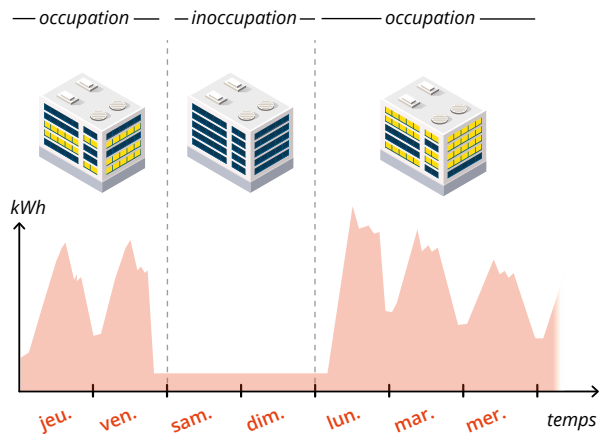 occupation
inoccupation
occupation
kWh
jeu.
ven.
sam.
dim.
lun.
mar.
mer.
temps